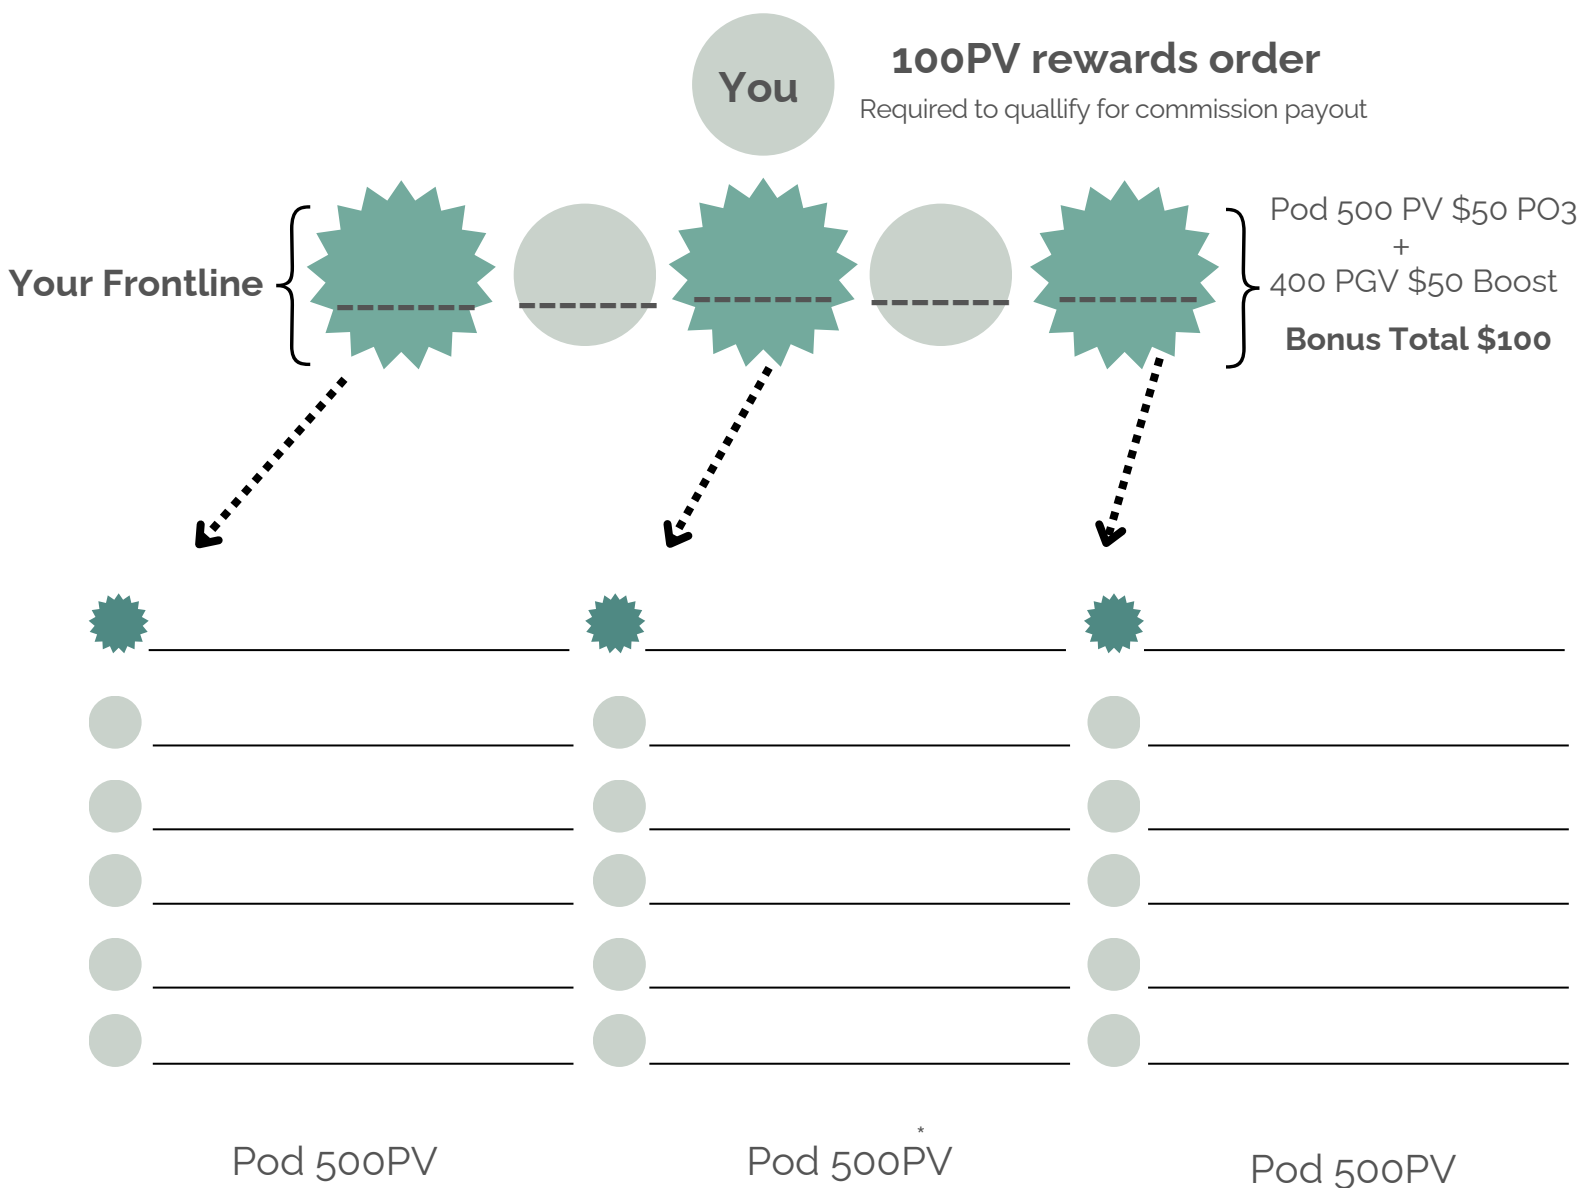 You
100PV rewards order
Required to quallify for commission payout
Your Frontline
Pod 500 PV $50 PO3
+
400 PGV $50 Boost
Bonus Total $100
Pod 500PV
*
Pod 500PV
Pod 500PV